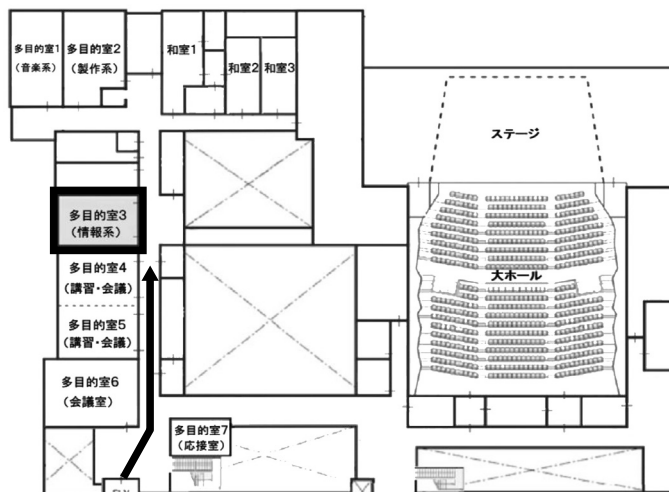 多目的室1
(音楽系)
多目的室2
(製作系)
和室1
和室2
和室3
ステージ
多目的室3
(情報系)
多目的室4
(講習・会議)
大ホール
多目的室5
(講習・会議)
多目的室6
(会議室)
多目的室7
(応接室)